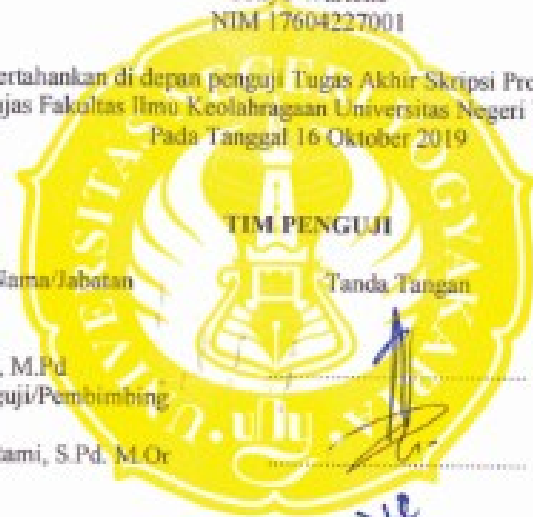 NIM 17604227001
ertahankan di depan penguji Tugas Akhir Skripsi Pro
njas Fakultas Ilmu Keolahragaan Universitas Negeri
Pada Tanggal 16 Oktober 2019
TIM PENGUJI
Nama/Jabatan Tanda Tangan
, M.Pd
guji/Pembimbing
tami, S.Pd. M.Or